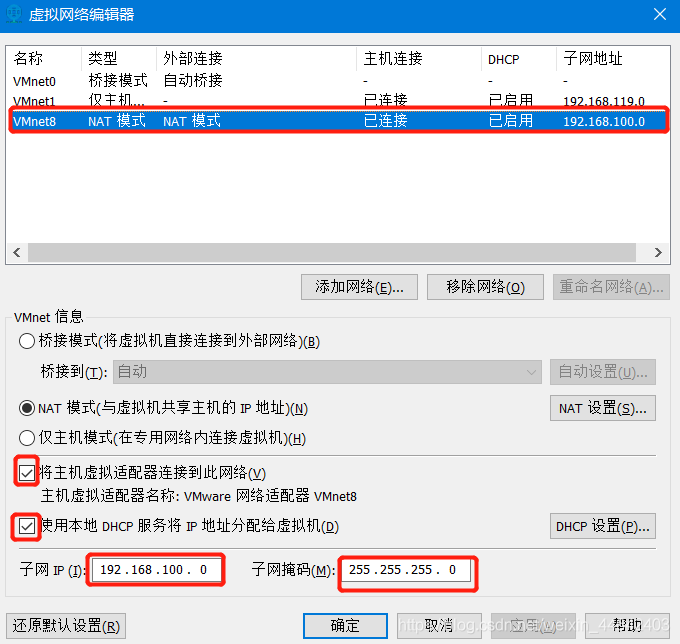 虚拟网络编辑器
名称 类型 外部连接 主机连接 DHCP 子网地址
VMnet0 桥接模式 自动桥接 - - -
VMnet1 仅主机... - 已连接 已启用 192.168.119.0
VMnet8 NAT 模式 NAT 模式 已连接 已启用 192.168.100.0
添加网络(E)... 移除网络(O) 重命名网络(A)...
VMnet 信息
桥接模式(将虚拟机直接连接到外部网络)(B)
桥接到(T): 自动 自动设置(U)...
NAT 模式(与虚拟机共享主机的 IP 地址)(N) NAT 设置(S)...
仅主机模式(在专用网络内连接虚拟机)(H)
将主机虚拟适配器连接到此网络(V)
主机虚拟适配器名称: VMware 网络适配器 VMnet8
使用本地 DHCP 服务将 IP 地址分配给虚拟机(D) DHCP 设置(P)...
子网 IP (I): 192 . 168 . 100 . 0 子网掩码(M): 255 . 255 . 255 . 0
还原默认设置(R) 确定 取消 应用(A) 帮助